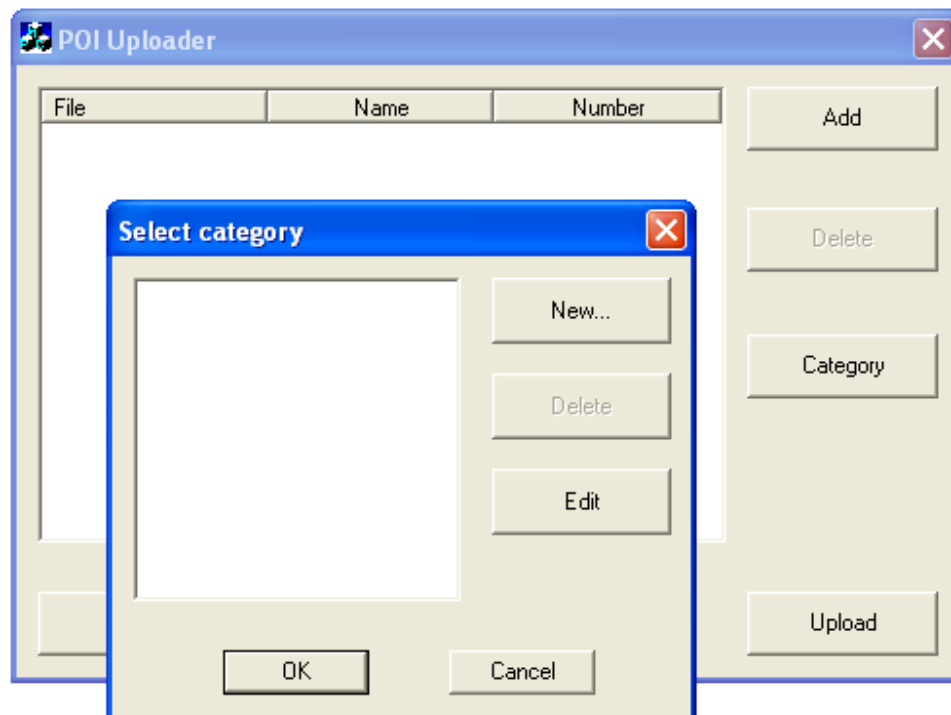 POI Uploader
File Name Number
Add
Delete
Category
Upload
Select category
New...
Delete
Edit
OK Cancel